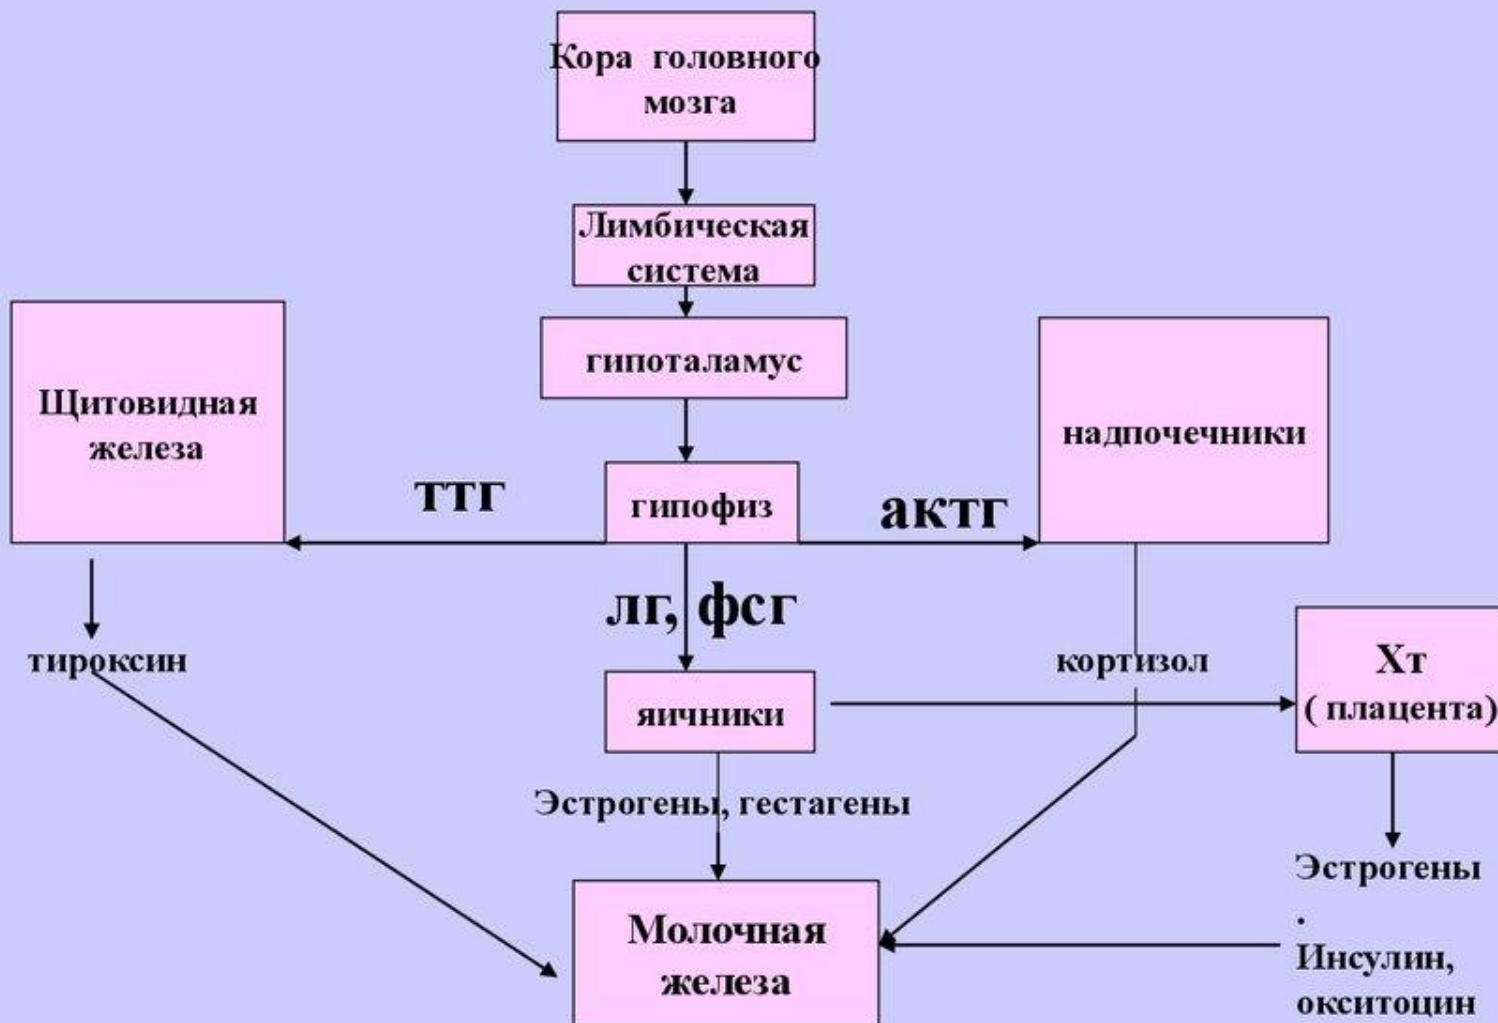 Кора головного
мозга
Лимбическая
система
гипоталамус
Щитовидная
железа
надпочечники
ттг
гипофиз
актг
лг, фсг
тироксин
кортизол
Хт
( плацента)
яичники
Эстрогены, гестагены
Эстрогены
.
Инсулин,
окситоцин
Молочная
железа